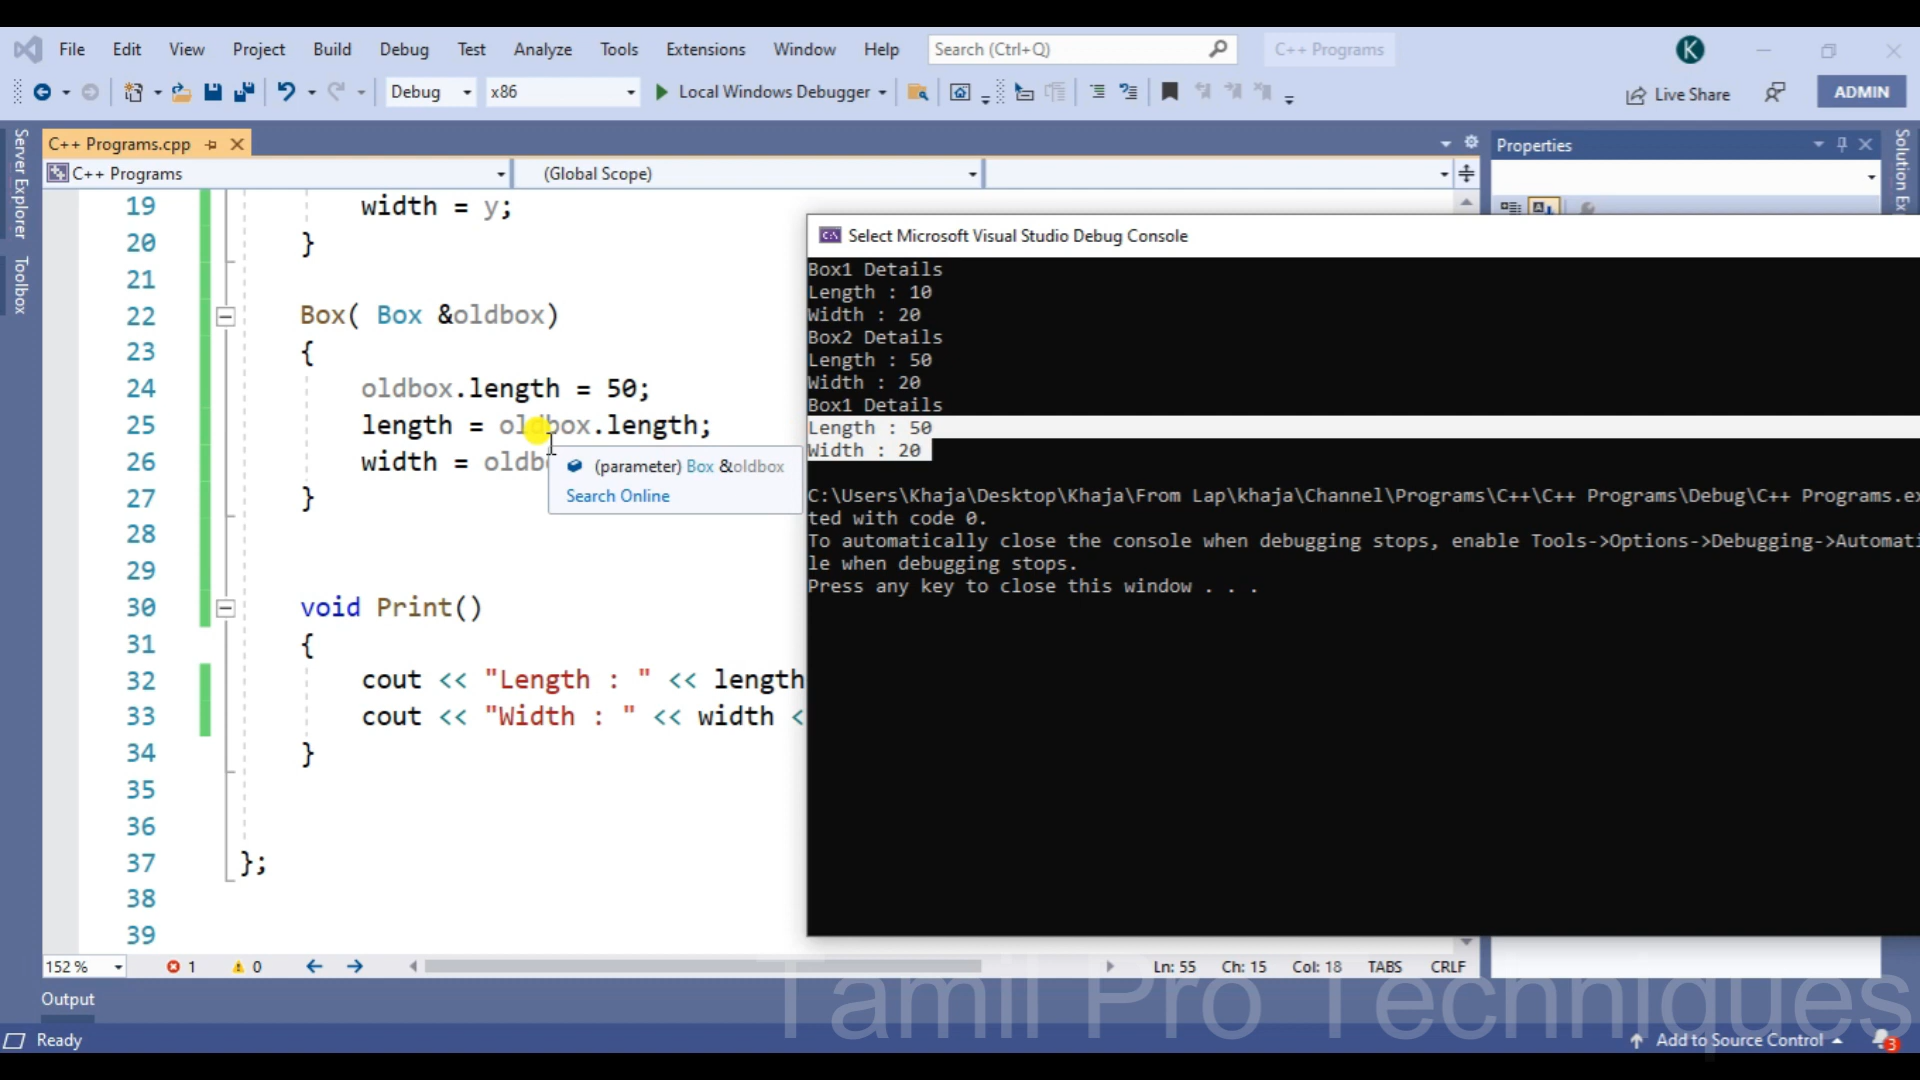 File Edit View Project Build Debug Test Analyze Tools Extensions Window Help Search (Ctrl+Q) C++ Programs K
Debug x86 Local Windows Debugger Live Share ADMIN
C++ Programs.cpp
C++ Programs (Global Scope)
Server Explorer
Toolbox
Properties
Solution Ex
19 width = y;
20 }
21
22 Box( Box &oldbox)
23 {
24 oldbox.length = 50;
25 length = oldbox.length;
26 width = oldb
27 }
28
29
30 void Print()
31 {
32 cout << "Length : " << length
33 cout << "Width : " << width <
34 }
35
36
37 };
38
39
(parameter) Box &oldbox
Search Online
Select Microsoft Visual Studio Debug Console
Box1 Details
Length : 10
Width : 20
Box2 Details
Length : 50
Width : 20
Box1 Details
Length : 50
Width : 20
C:\Users\Khaja\Desktop\Khaja\From Lap\khaja\Channel\Programs\C++\C++ Programs\Debug\C++ Programs.ex
ted with code 0.
To automatically close the console when debugging stops, enable Tools->Options->Debugging->Automati
le when debugging stops.
Press any key to close this window . . .
152 % 1 0 Ln: 55 Ch: 15 Col: 18 TABS CRLF
Output
Tamil Pro Techniques
Ready Add to Source Control 3